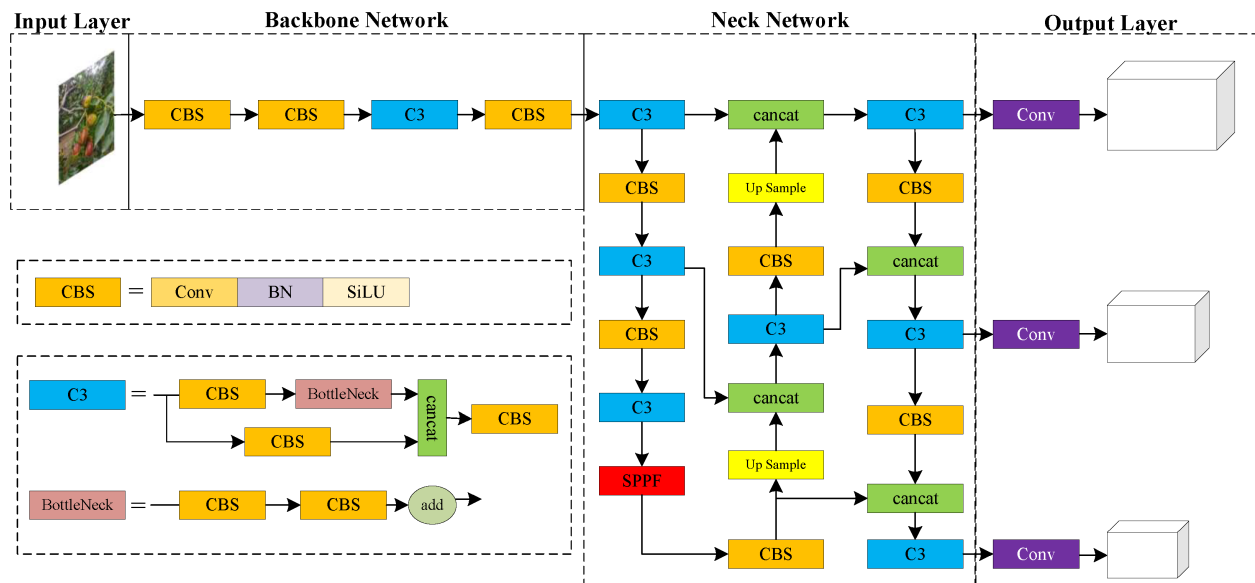 Input Layer
Backbone Network
Neck Network
Output Layer
CBS
CBS
C3
CBS
C3
cancat
C3
Conv
CBS
Up Sample
CBS
C3
CBS
cancat
CBS
C3
C3
Conv
C3
cancat
CBS
SPPF
Up Sample
cancat
CBS
C3
Conv
CBS = Conv BN SiLU
C3 = CBS BottleNeck cancat CBS
CBS
BottleNeck = CBS CBS add